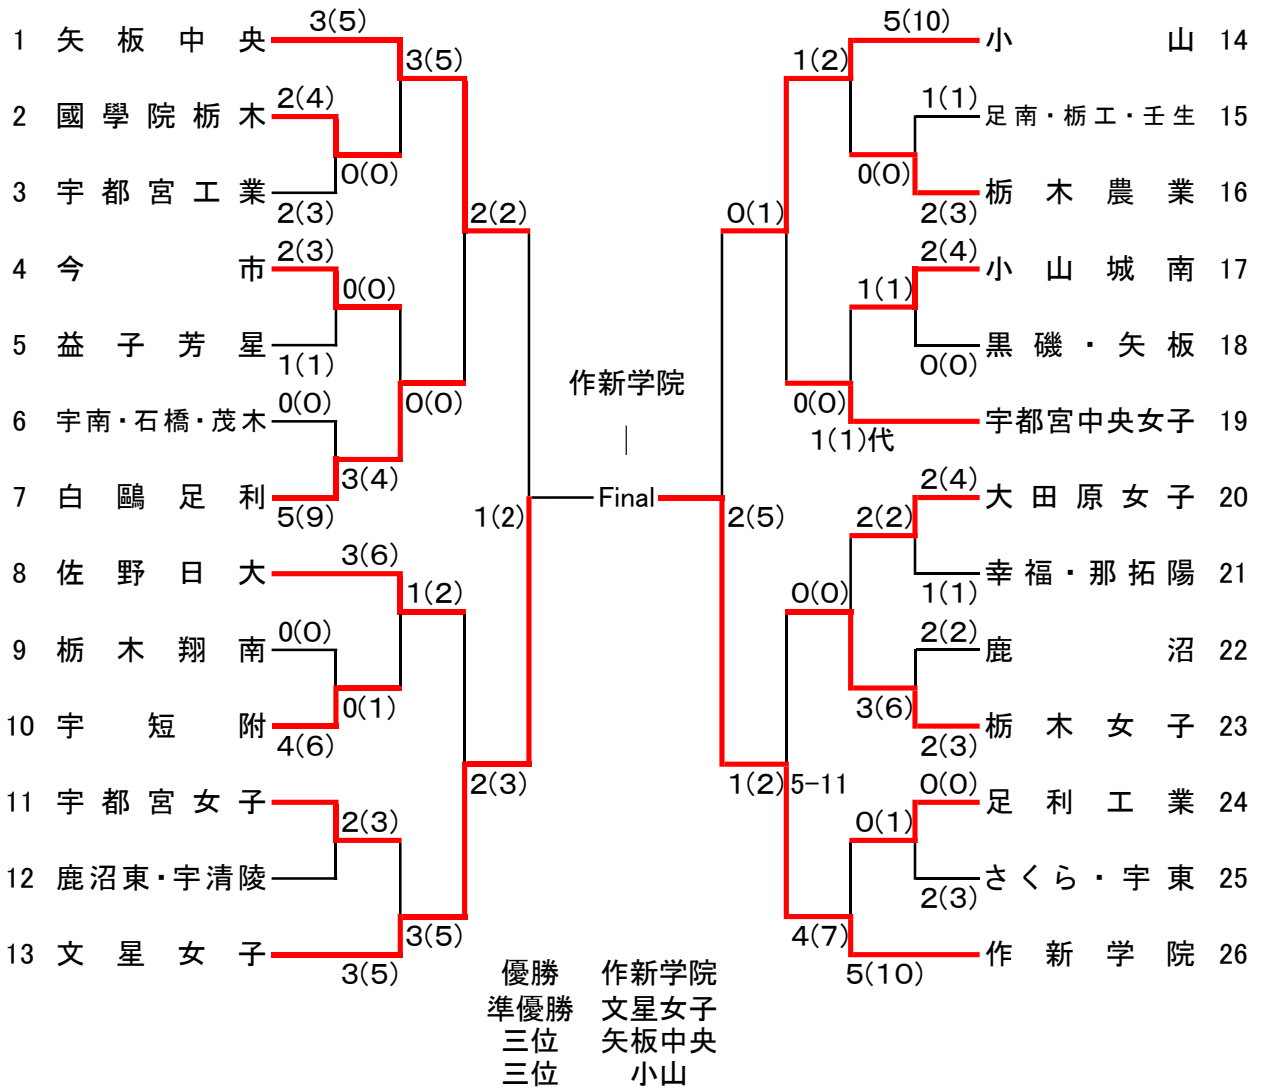 3(5)
1 矢板中央
3(5)
2(4)
2 國學院栃木
0(0)
3 宇都宮工業
2(3)
2(2)
2(3)
4 今市
0(0)
5 益子芳星
1(1)
0(0)
0(0)
6 宇南・石橋・茂木
3(4)
7 白鷗足利
5(9)
1(2)
3(6)
8 佐野日大
1(2)
0(0)
9 栃木翔南
0(1)
10 宇短附
4(6)
2(3)
11 宇都宮女子
2(3)
12 鹿沼東・宇清陵
3(5)
13 文星女子
3(5)
作新学院
|
Final
5(10)
小山 14
1(2)
1(1)
足南・栃工・壬生 15
0(0)
栃木農業 16
2(3)
0(1)
2(4)
小山城南 17
1(1)
黒磯・矢板 18
0(0)
0(0)
宇都宮中央女子 19
1(1)代
2(4)
大田原女子 20
2(5)
2(2)
幸福・那拓陽 21
1(1)
0(0)
2(2)
鹿沼 22
3(6)
栃木女子 23
2(3)
1(2) 5-11
0(0)
足利工業 24
0(1)
さくら・宇東 25
2(3)
4(7)
作新学院 26
5(10)
優勝 作新学院
準優勝 文星女子
三位 矢板中央
三位 小山